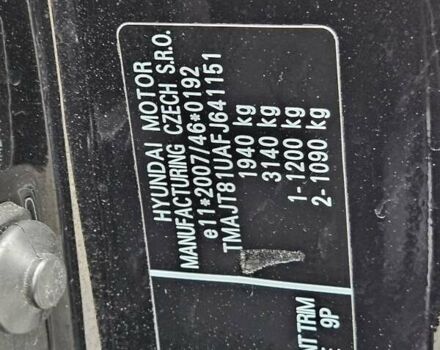 HYUNDAI MOTOR
MANUFACTURING CZECH S.R.O.
e11*2007/46*0192
TMAJT81UAFJ641151
1940 kg
3140 kg
1-1200 kg
2-1090 kg
TRIM
9P